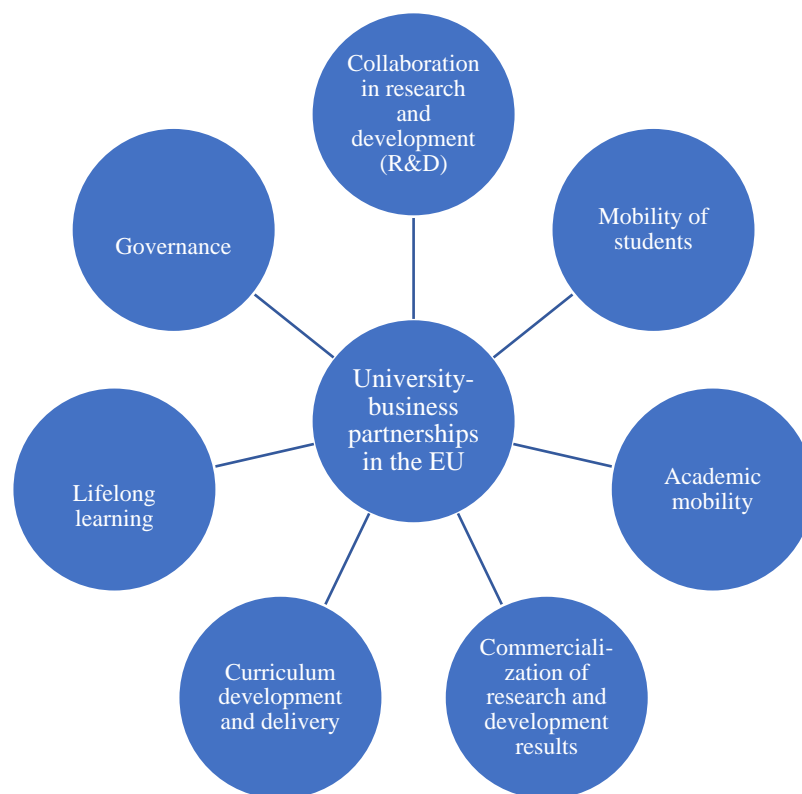 Collaboration
in research
and
development
(R&D)
Mobility of
students
Academic
mobility
Commerciali-
zation of
research and
development
results
Curriculum
development
and delivery
Lifelong
learning
Governance
University-
business
partnerships
in the EU